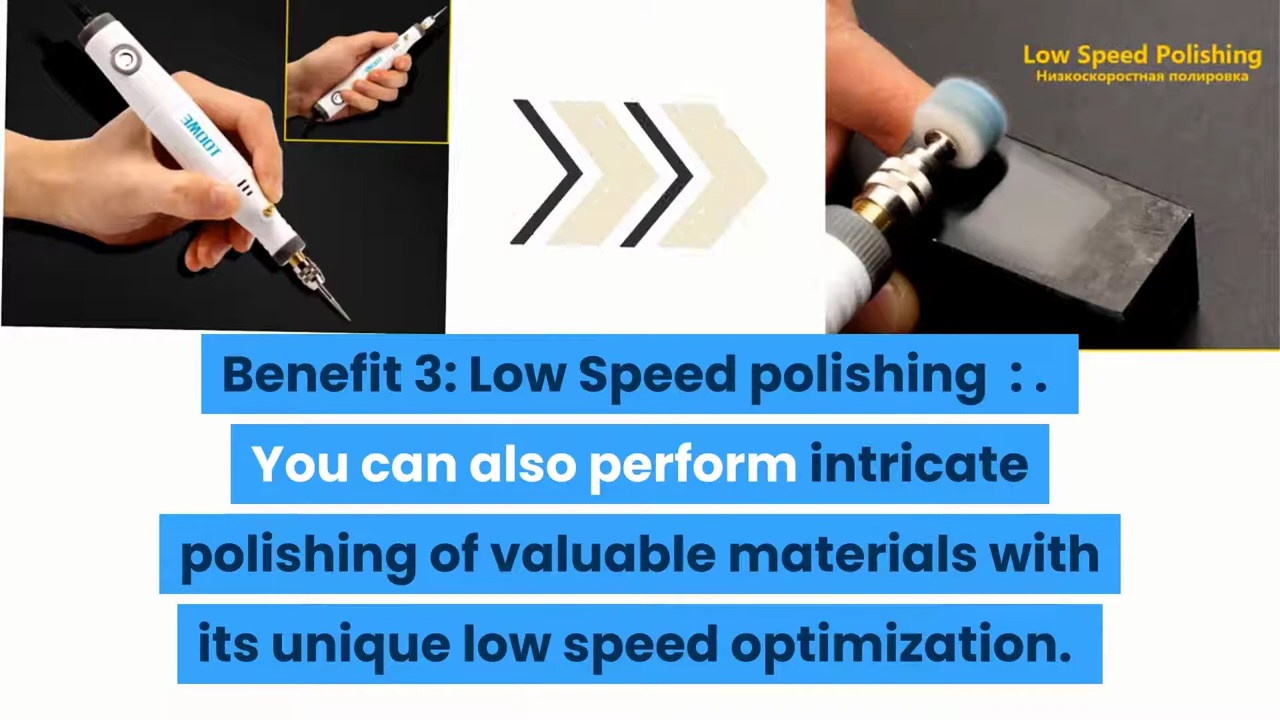 TOOWE
Low Speed Polishing
Низкоскоростная полировка
Benefit 3: Low Speed polishing : .
You can also perform intricate
polishing of valuable materials with
its unique low speed optimization.